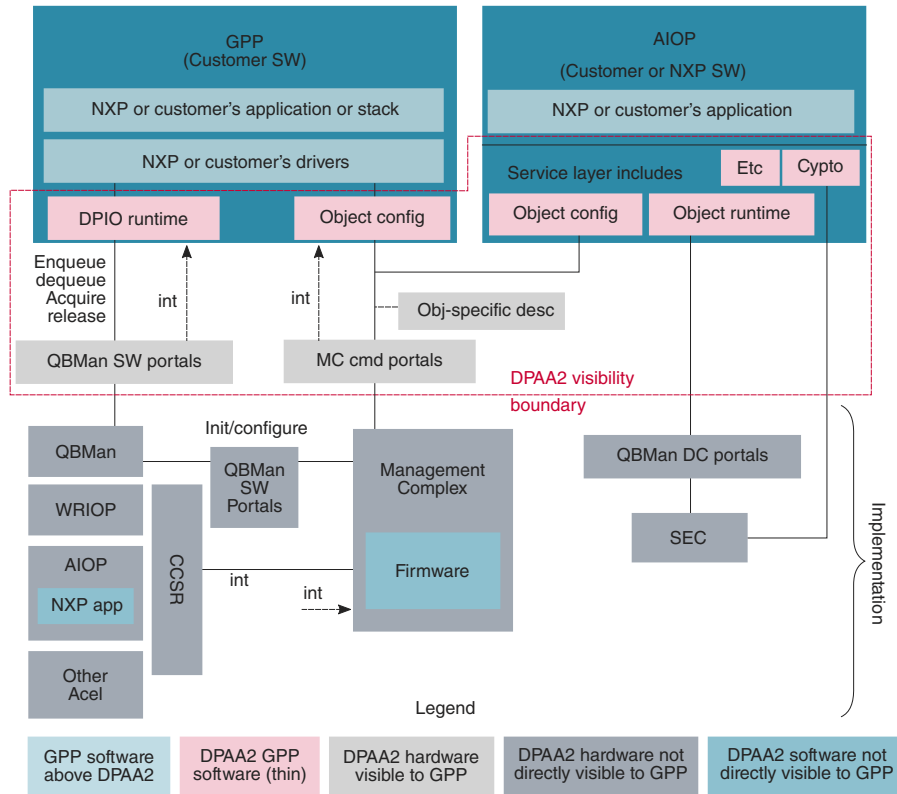 GPP
(Customer SW)
NXP or customer's application or stack
NXP or customer's drivers
DPIO runtime
Object config
AIOP
(Customer or NXP SW)
NXP or customer's application
Service layer includes
Etc
Cypto
Object config
Object runtime
Enqueue
dequeue
Acquire
release
int
int
Obj-specific desc
QBMan SW portals
MC cmd portals
DPAA2 visibility
boundary
QBMan
Init/configure
QBMan
SW
Portals
Management
Complex
QBMan DC portals
WRIOP
SEC
CCSR
AIOP
NXP app
int
int
Firmware
Other
Acel
Implementation
Legend
GPP software
above DPAA2
DPAA2 GPP
software (thin)
DPAA2 hardware
visible to GPP
DPAA2 hardware not
directly visible to GPP
DPAA2 software not
directly visible to GPP